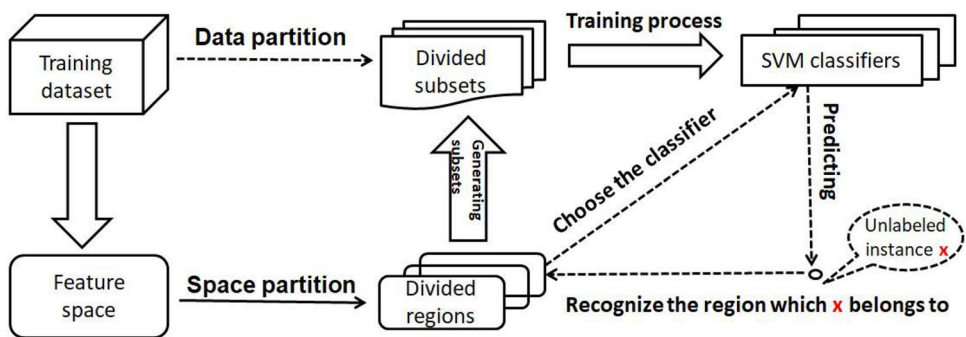 Training
dataset
Data partition
Divided
subsets
Training process
SVM classifiers
Generating
subsets
Choose the classifier
Predicting
Unlabeled
instance x
Feature
space
Space partition
Divided
regions
Recognize the region which x belongs to